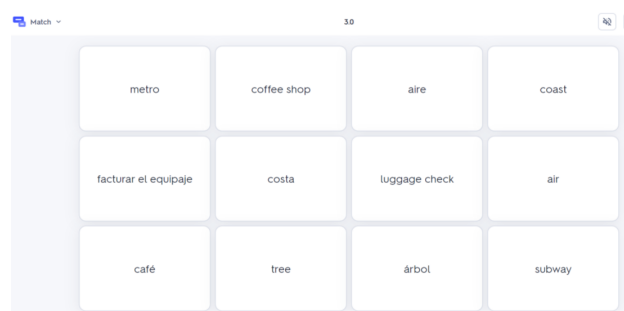 Match
3.0
metro
coffee shop
aire
coast
facturar el equipaje
costa
luggage check
air
café
tree
árbol
subway